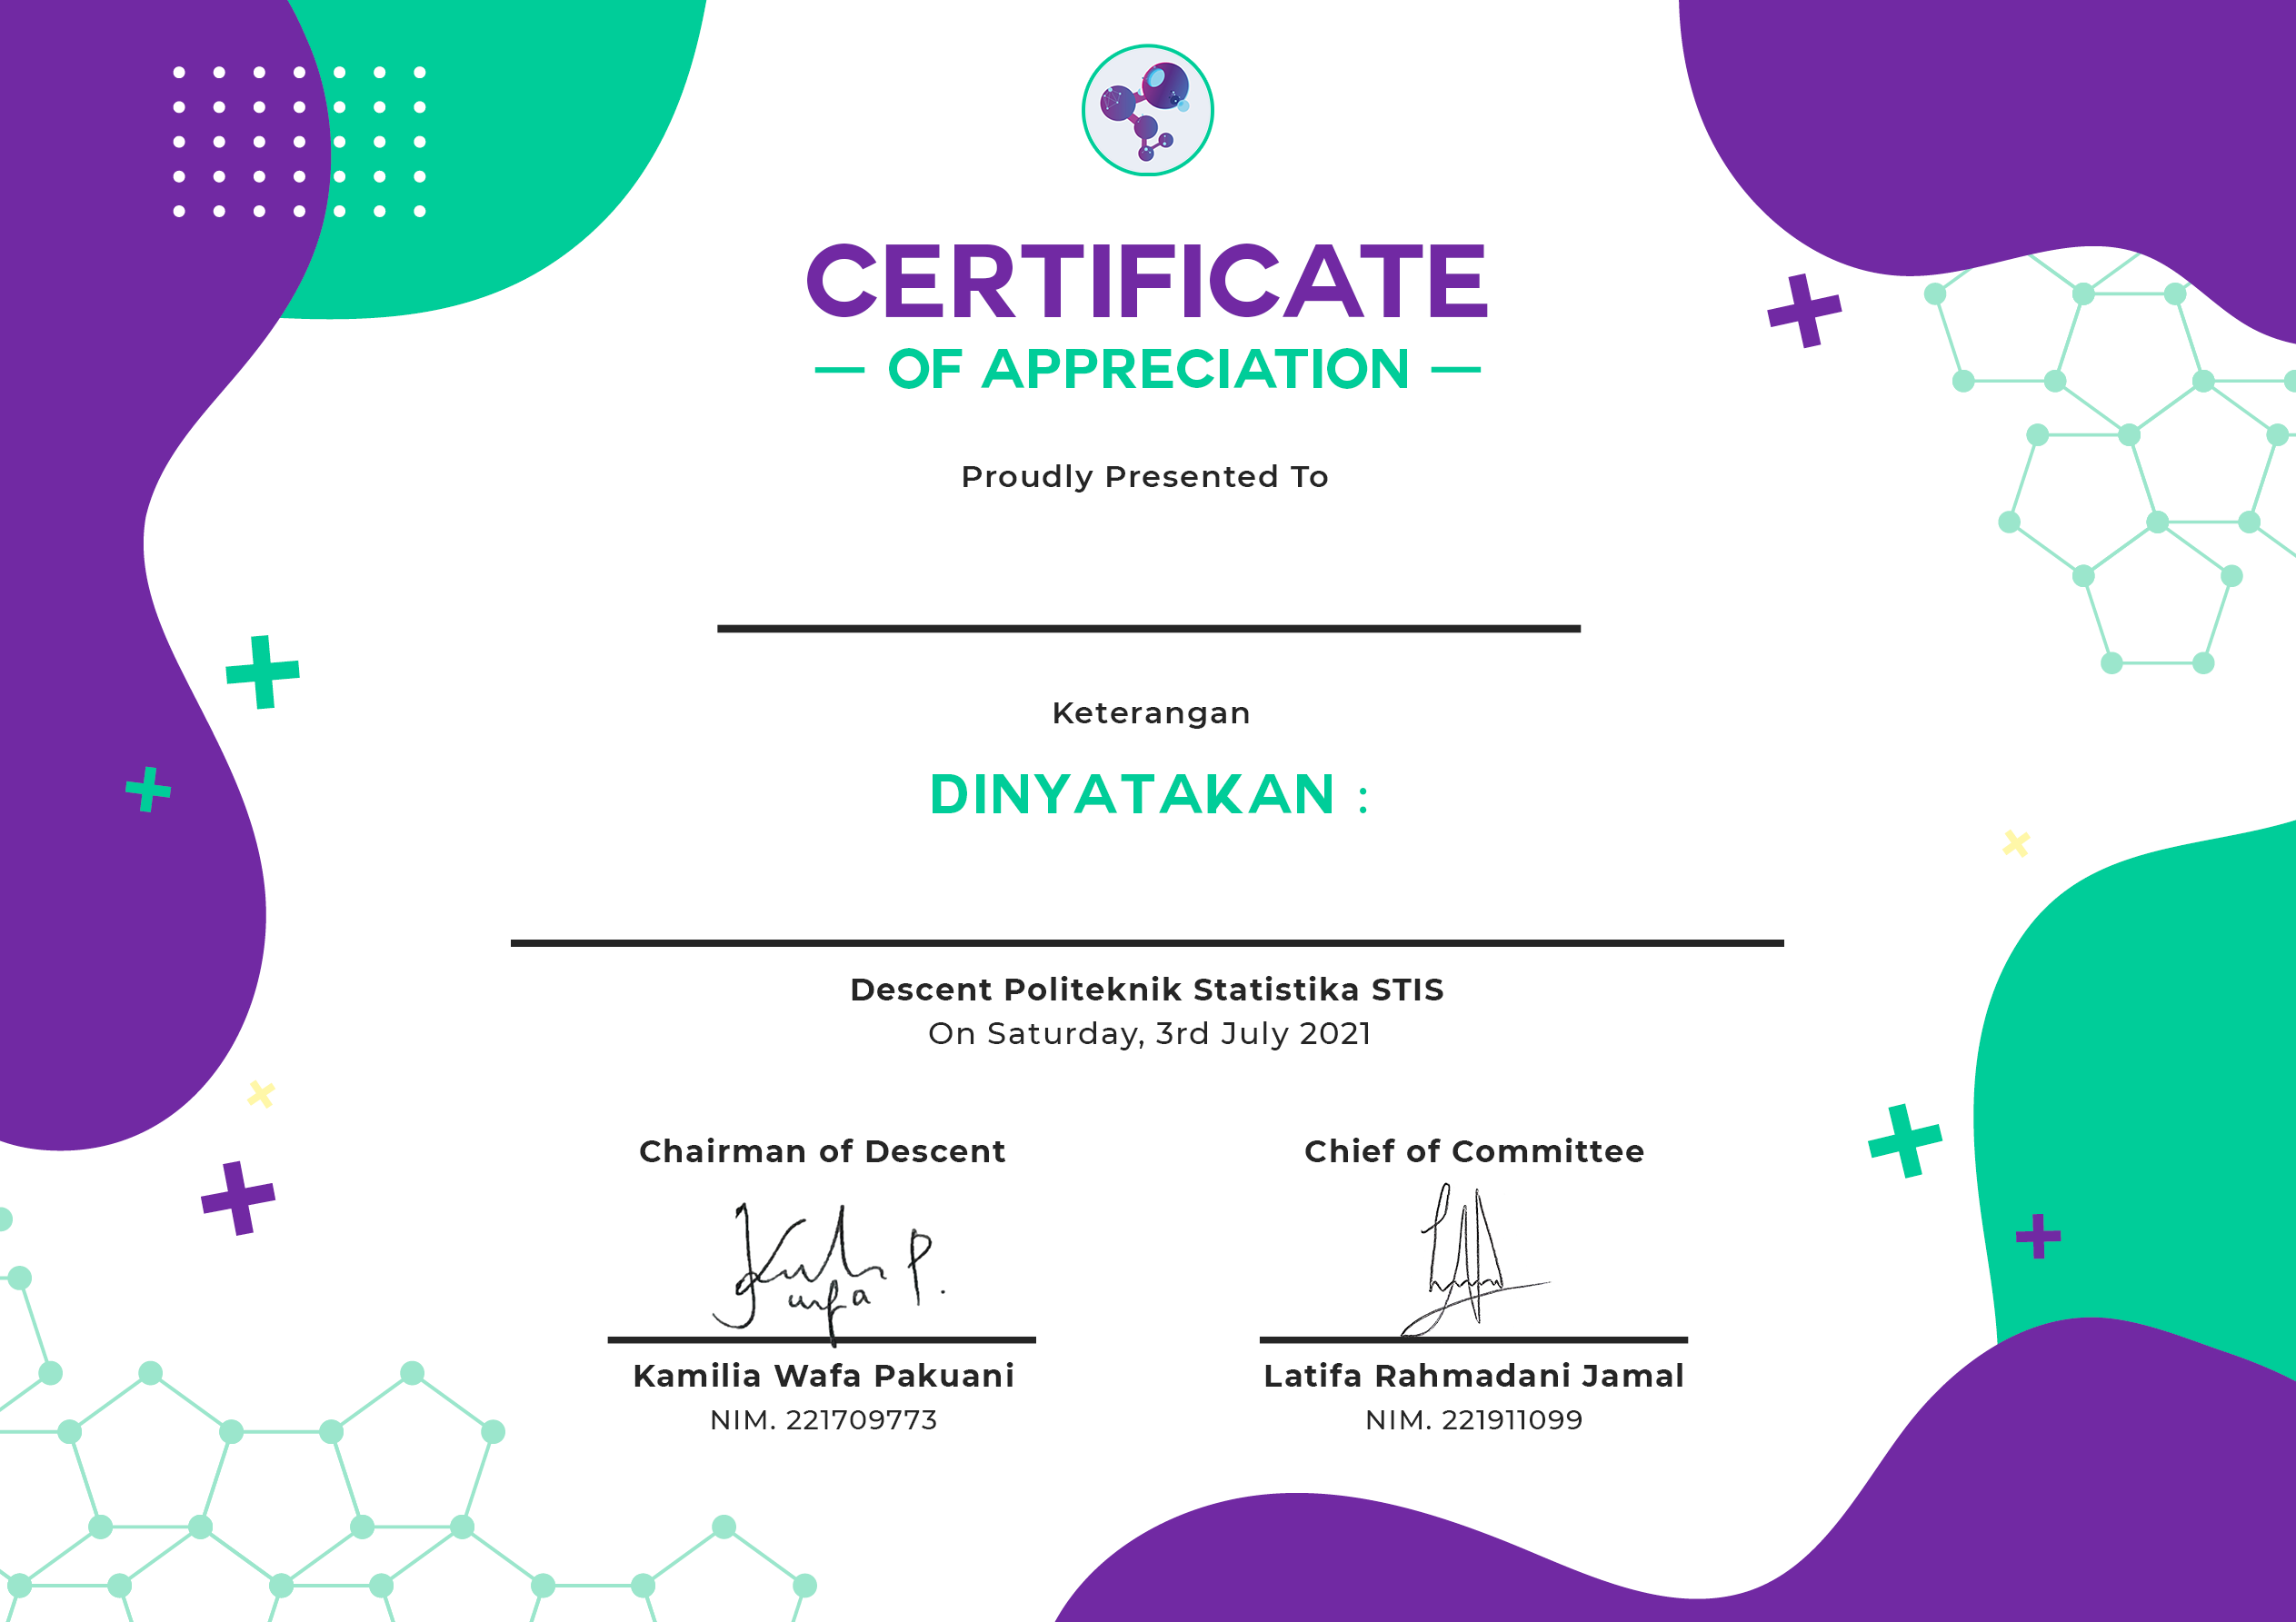 CERTIFICATE
— OF APPRECIATION —
Proudly Presented To
Keterangan
DINYATAKAN :
Descent Politeknik Statistika STIS
On Saturday, 3rd July 2021
Chairman of Descent
Chief of Committee
Kamilia Wafa Pakuani
Latifa Rahmadani Jamal
NIM. 221709773
NIM. 221911099